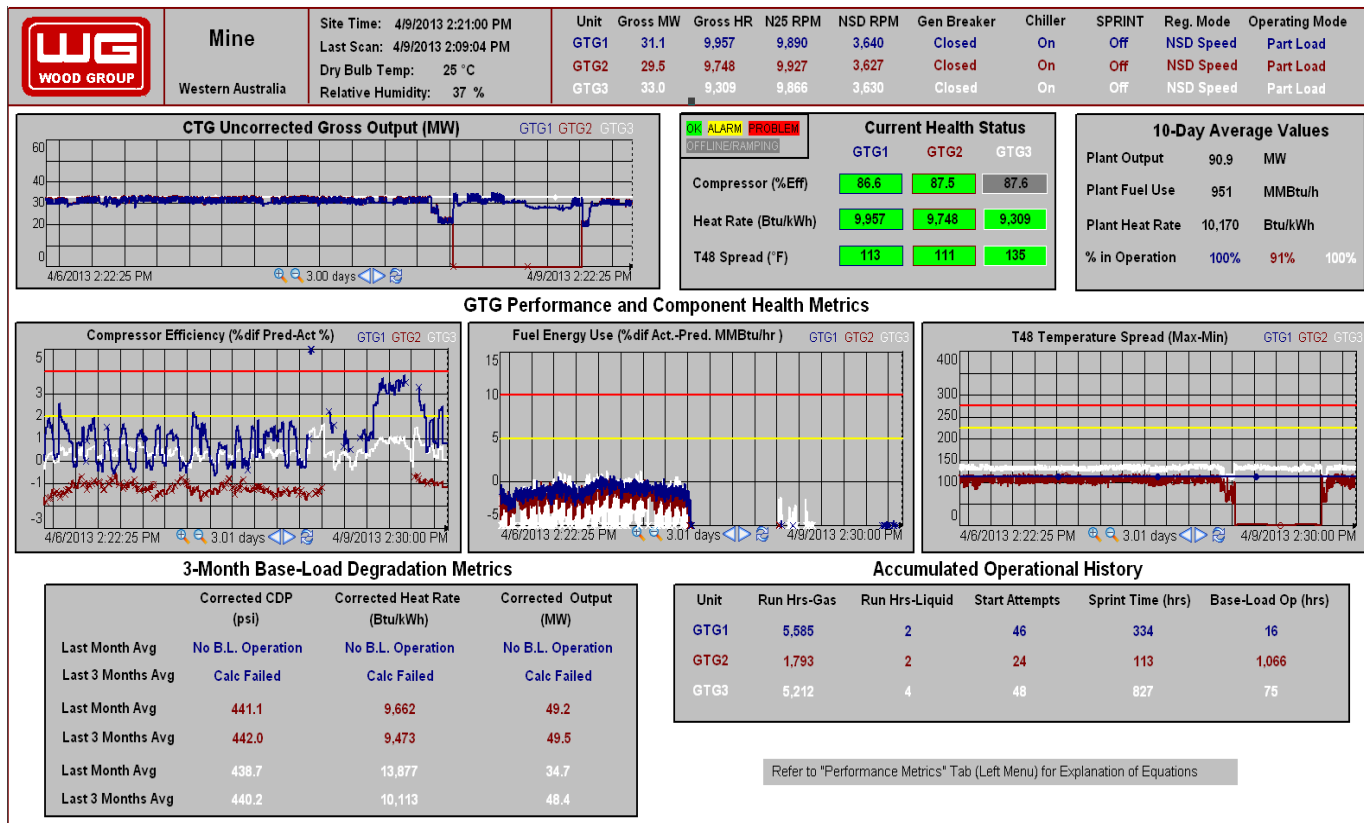 WG
WOOD GROUP
Mine
Western Australia
Site Time: 4/9/2013 2:21:00 PM
Last Scan: 4/9/2013 2:09:04 PM
Dry Bulb Temp: 25 °C
Relative Humidity: 37 %
Unit Gross MW Gross HR N25 RPM NSD RPM Gen Breaker Chiller SPRINT Reg. Mode Operating Mode
GTG1 31.1 9,957 9,890 3,640 Closed On Off NSD Speed Part Load
GTG2 29.5 9,748 9,927 3,627 Closed On Off NSD Speed Part Load
GTG3 33.0 9,309 9,866 3,630 Closed On Off NSD Speed Part Load
CTG Uncorrected Gross Output (MW) GTG1 GTG2 GTG3
60
40
30
20
0
4/6/2013 2:22:25 PM 3.00 days 4/9/2013 2:22:25 PM
OK ALARM PROBLEM
OFFLINE/RAMPING
Current Health Status
GTG1 GTG2 GTG3
Compressor (%Eff) 86.6 87.5 87.6
Heat Rate (Btu/kWh) 9,957 9,748 9,309
T48 Spread (°F) 113 111 135
10-Day Average Values
Plant Output 90.9 MW
Plant Fuel Use 951 MMBtu/h
Plant Heat Rate 10,170 Btu/kWh
% in Operation 100% 91% 100%
GTG Performance and Component Health Metrics
Compressor Efficiency (%dif Pred-Act %) GTG1 GTG2 GTG3
5
3
2
1
0
-1
-3
4/6/2013 2:22:25 PM 3.01 days 4/9/2013 2:30:00 PM
Fuel Energy Use (%dif Act.-Pred. MMBtu/hr ) GTG1 GTG2 GTG3
15
10
5
0
-5
4/6/2013 2:22:25 PM 3.01 days 4/9/2013 2:30:00 PM
T48 Temperature Spread (Max-Min) GTG1 GTG2 GTG3
400
300
250
200
150
100
0
4/6/2013 2:22:25 PM 3.01 days 4/9/2013 2:30:00 PM
3-Month Base-Load Degradation Metrics
Corrected CDP Corrected Heat Rate Corrected Output
(psi) (Btu/kWh) (MW)
Last Month Avg No B.L. Operation No B.L. Operation No B.L. Operation
Last 3 Months Avg Calc Failed Calc Failed Calc Failed
Last Month Avg 441.1 9,662 49.2
Last 3 Months Avg 442.0 9,473 49.5
Last Month Avg 438.7 13,877 34.7
Last 3 Months Avg 440.2 10,113 48.4
Accumulated Operational History
Unit Run Hrs-Gas Run Hrs-Liquid Start Attempts Sprint Time (hrs) Base-Load Op (hrs)
GTG1 5,585 2 46 334 16
GTG2 1,793 2 24 113 1,066
GTG3 5,212 4 48 827 75
Refer to "Performance Metrics" Tab (Left Menu) for Explanation of Equations